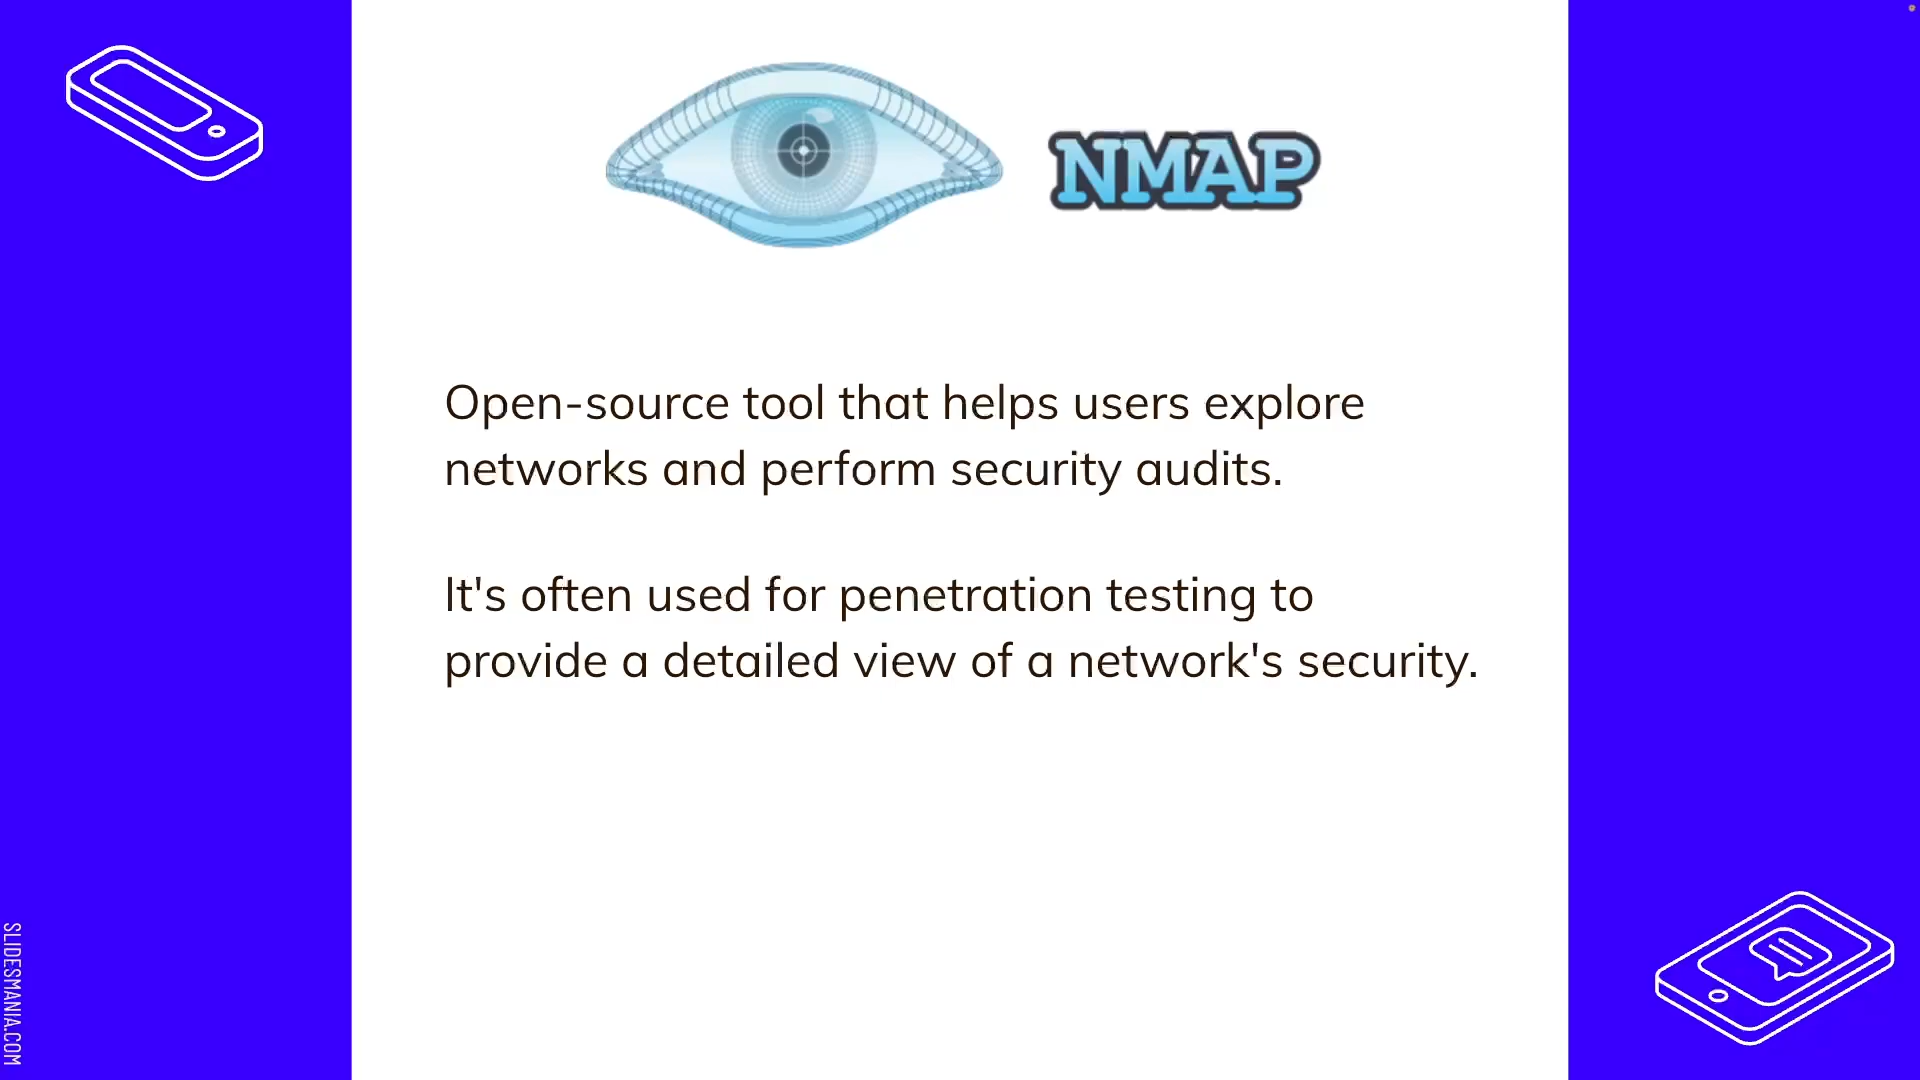 NMAP
Open-source tool that helps users explore
networks and perform security audits.
It's often used for penetration testing to
provide a detailed view of a network's security.
SLIDESMANIA.COM